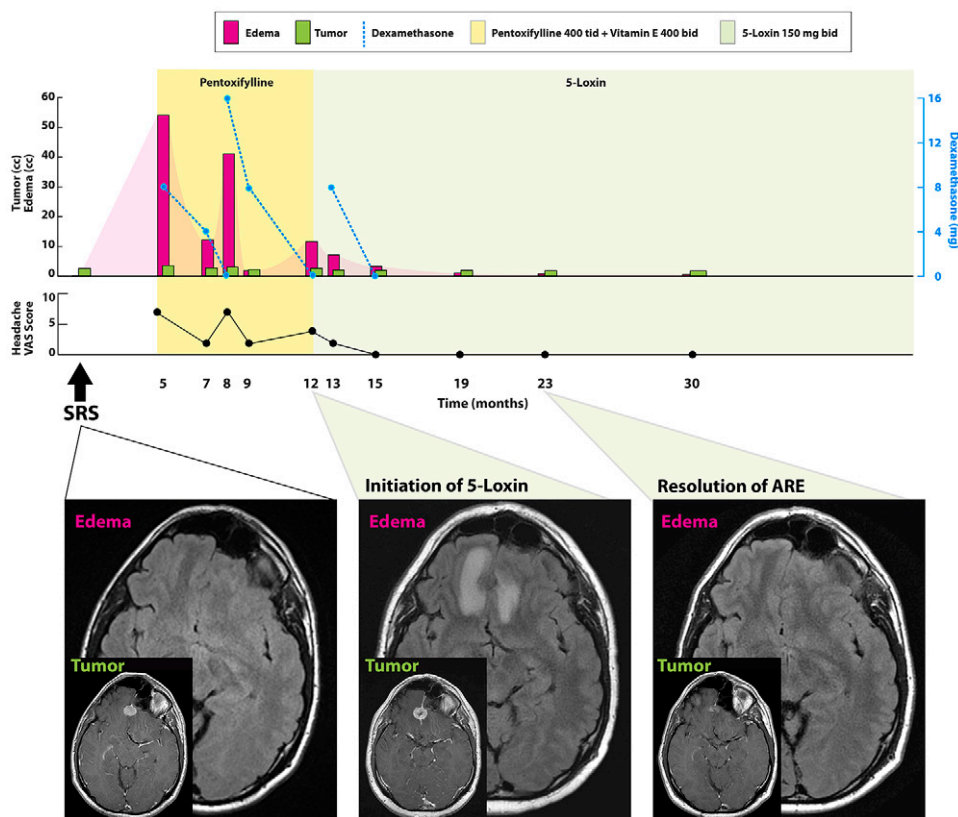 Edema Tumor Dexamethasone Pentoxifylline 400 tid + Vitamin E 400 bid 5-Loxin 150 mg bid
Pentoxifylline 5-Loxin
Tumor (cc)
Edema (cc)
60
50
40
30
20
10
0
16
12
8
4
0
Dexamethasone (mg)
Headache
VAS Score
10
5
0
5 7 8 9 12 13 15 19 23 30
Time (months)
SRS
Initiation of 5-Loxin
Resolution of ARE
Edema
Edema
Edema
Tumor
Tumor
Tumor